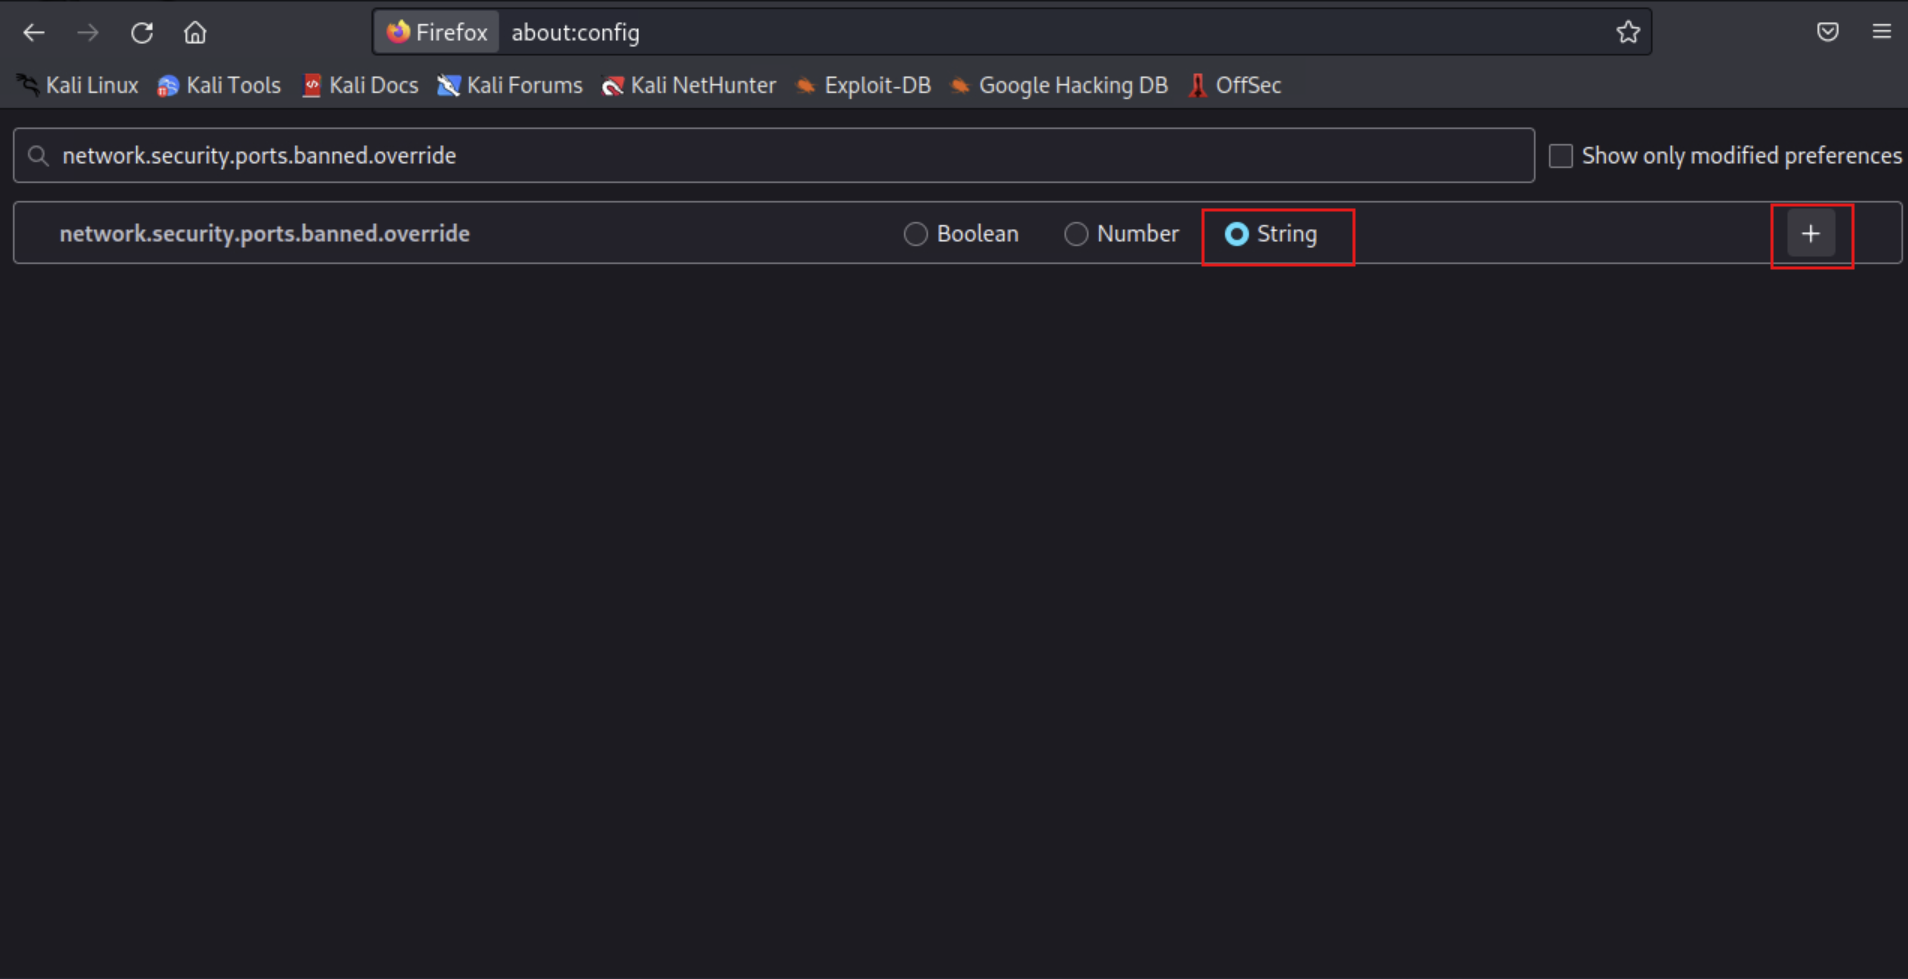 Firefox about:config
Kali Linux Kali Tools Kali Docs Kali Forums Kali NetHunter Exploit-DB Google Hacking DB OffSec
network.security.ports.banned.override Show only modified preferences
network.security.ports.banned.override Boolean Number String +